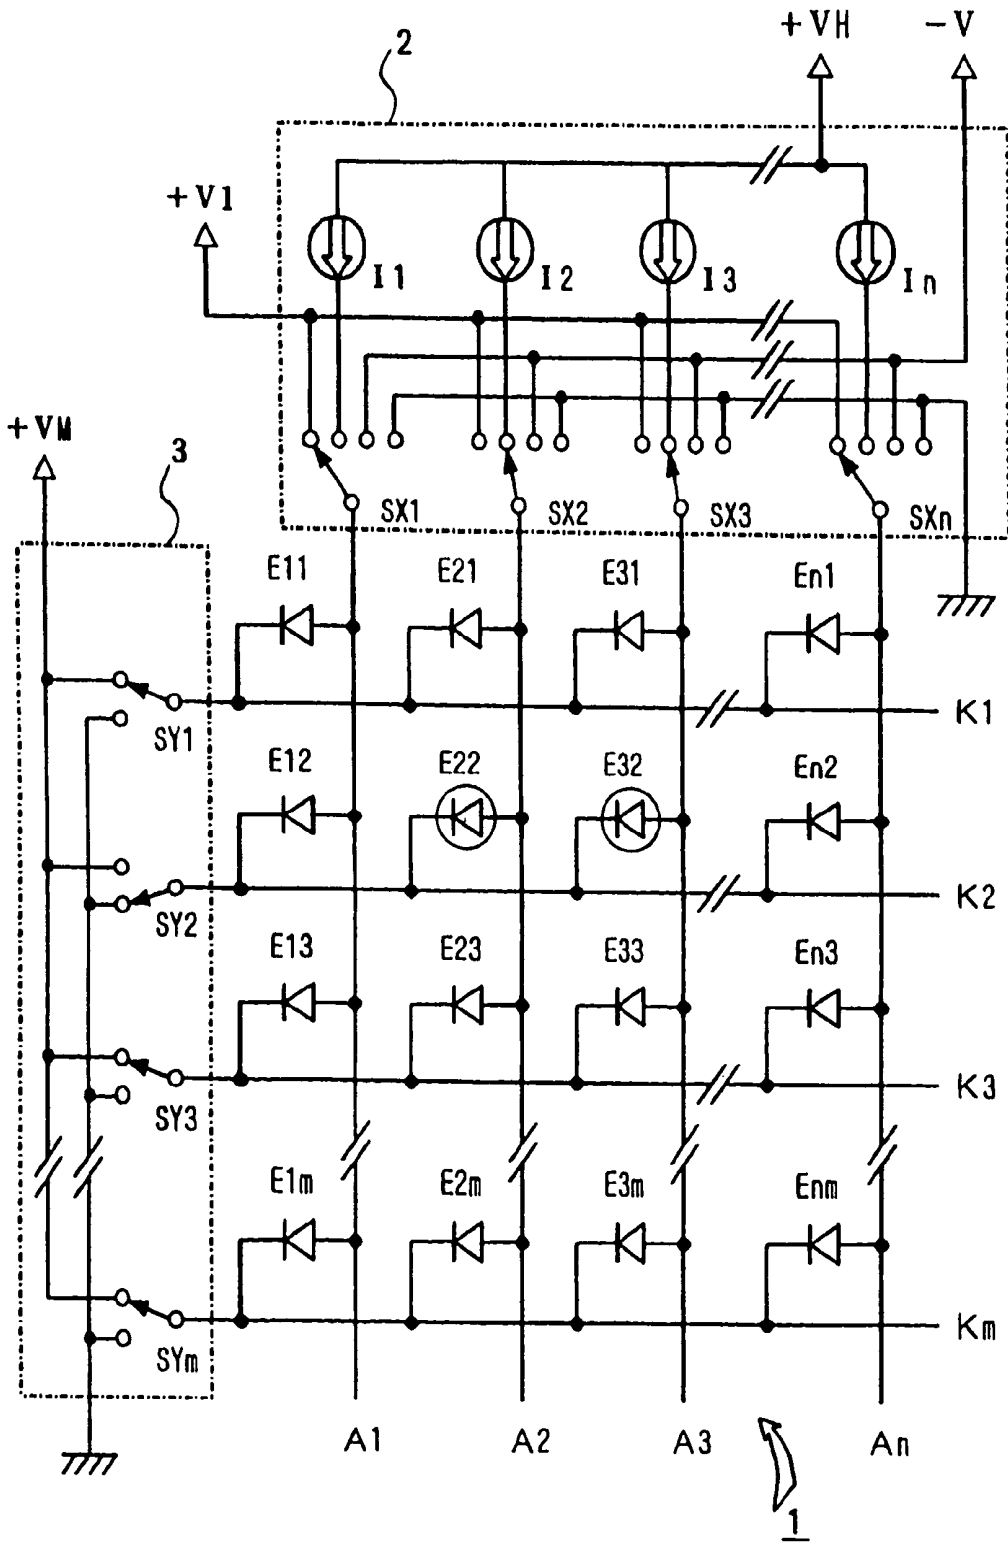 +VH -V
2
+V1
I1 I2 I3 In
+VM
3
SX1 SX2 SX3 SXn
E11 E21 E31 En1
SY1
K1
E12 E22 E32 En2
SY2
K2
E13 E23 E33 En3
SY3
K3
E1m E2m E3m Enm
SYm
Km
A1 A2 A3 An
1